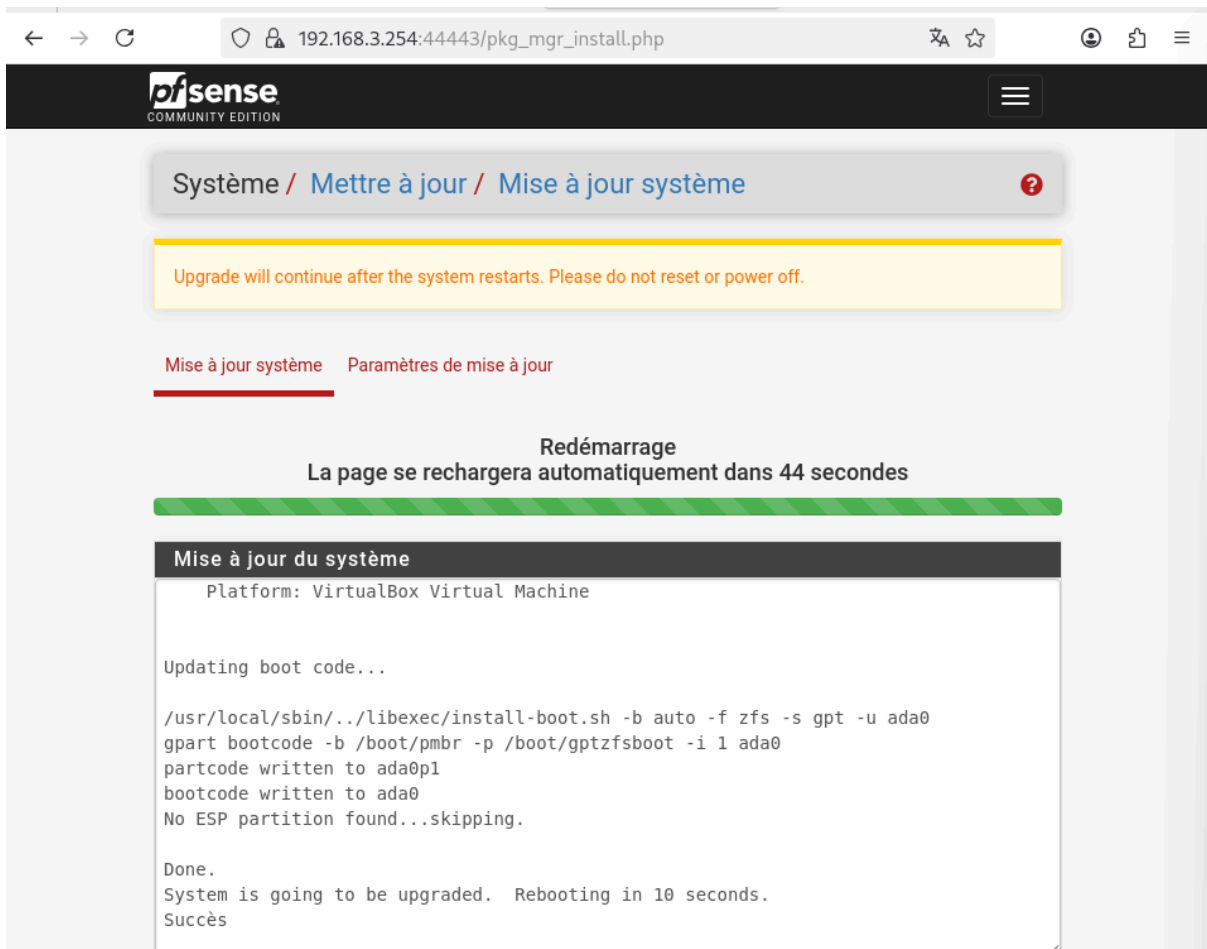 192.168.3.254:44443/pkg_mgr_install.php
pfsense
COMMUNITY EDITION
Système / Mettre à jour / Mise à jour système
Upgrade will continue after the system restarts. Please do not reset or power off.
Mise à jour système Paramètres de mise à jour
Redémarrage
La page se rechargera automatiquement dans 44 secondes
Mise à jour du système
Platform: VirtualBox Virtual Machine
Updating boot code...
/usr/local/sbin/../libexec/install-boot.sh -b auto -f zfs -s gpt -u ada0
gpart bootcode -b /boot/pmbr -p /boot/gptzfsboot -i 1 ada0
partcode written to ada0p1
bootcode written to ada0
No ESP partition found...skipping.
Done.
System is going to be upgraded.  Rebooting in 10 seconds.
Succès